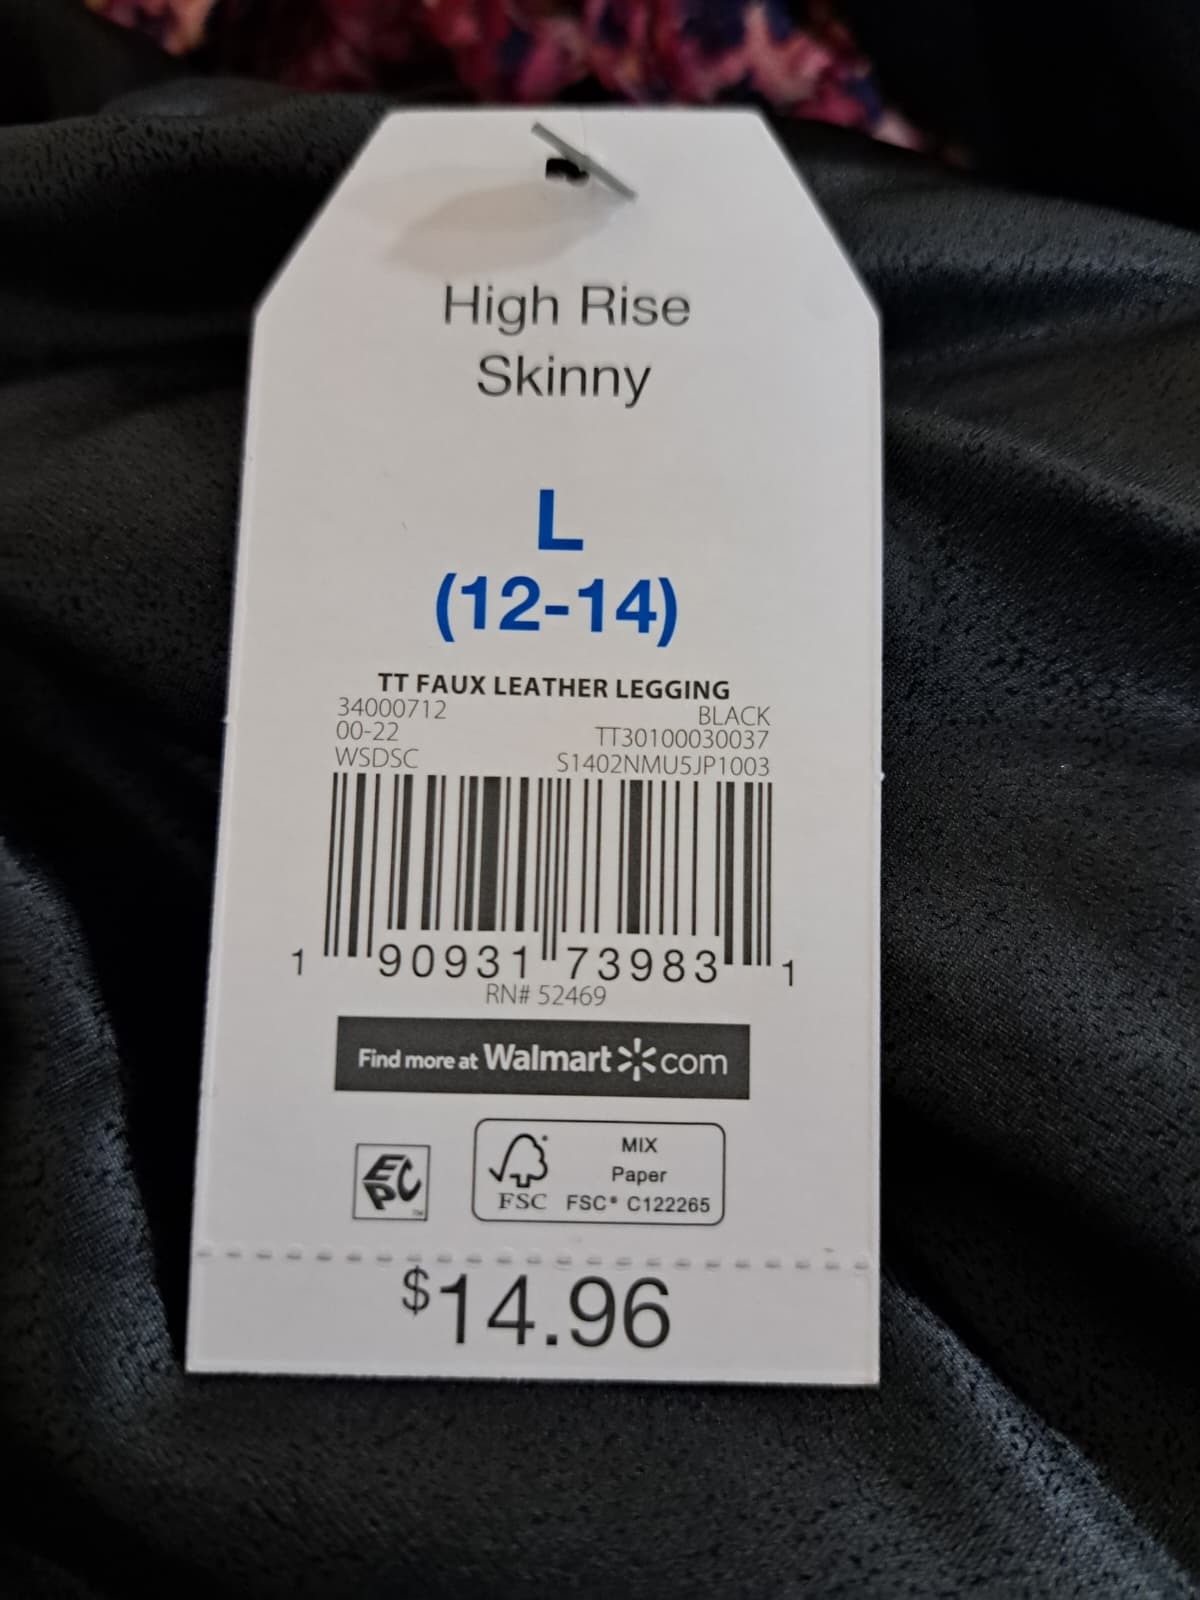 High Rise
Skinny
L
(12-14)
TT FAUX LEATHER LEGGING
34000712 BLACK
00-22 TT30100030037
WSDSC S1402NMU5JP1003
1 90931 73983 1
RN# 52469
Find more at Walmart com
EPC ™
MIX
Paper
FSC FSC® C122265
$14.96